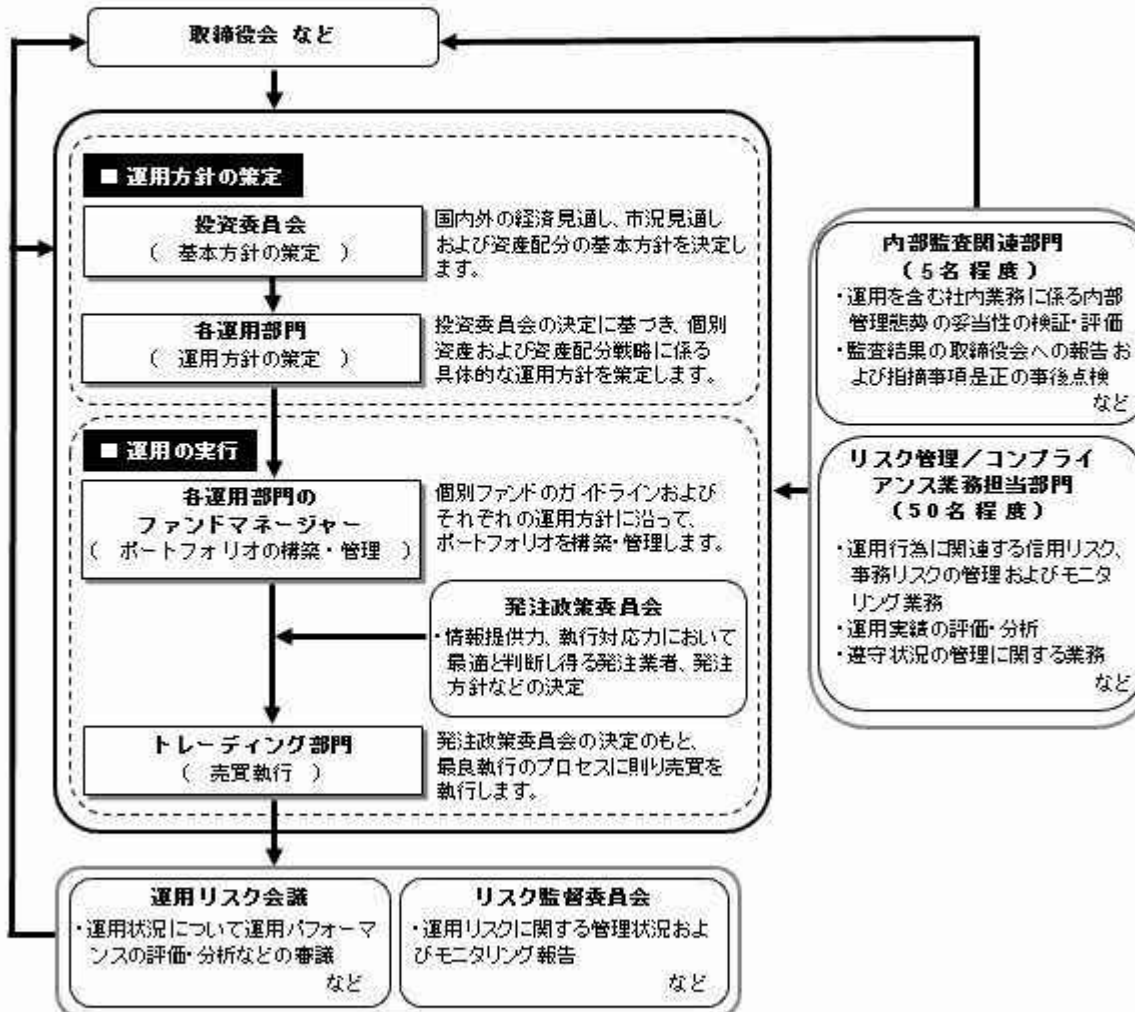 取締役会 など
■ 運用方針の策定
投資委員会
( 基本方針の策定 )
国内外の経済見通し、市況見通し
および資産配分の基本方針を決定し
ます。
各運用部門
( 運用方針の策定 )
投資委員会の決定に基づき、個別
資産および資産配分戦略に係る
具体的な運用方針を策定します。
■ 運用の実行
各運用部門の
ファンドマネージャー
( ポートフォリオの構築・管理 )
個別ファンドのガイドラインおよび
それぞれの運用方針に沿って、
ポートフォリオを構築・管理します。
発注政策委員会
・情報提供力、執行対応力において
最適と判断し得る発注業者、発注
方針などの決定
トレーディング部門
( 売買執行 )
発注政策委員会の決定のもと、
最良執行のプロセスに則り売買を
執行します。
内部監査関連部門
(5名程度)
・運用を含む社内業務に係る内部
管理態勢の妥当性の検証・評価
・監査結果の取締役会への報告お
よび指摘事項是正の事後点検
など
リスク管理/コンプライ
アンス業務担当部門
(50名程度)
・運用行為に関連する信用リスク、
事務リスクの管理およびモニタ
リング業務
・運用実績の評価・分析
・遵守状況の管理に関する業務
など
運用リスク会議
・運用状況について運用パフォーマ
ンスの評価・分析などの審議
など
リスク監督委員会
・運用リスクに関する管理状況およ
びモニタリング報告
など